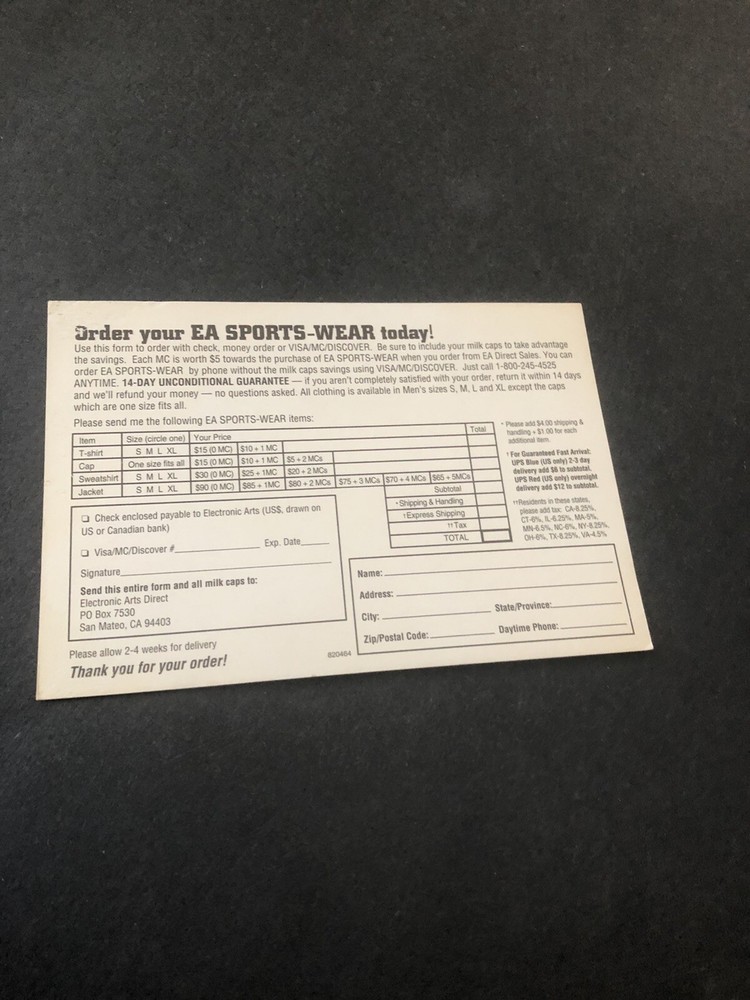 Order your EA SPORTS-WEAR today!
Use this form to order with check, money order or VISA/MC/DISCOVER. Be sure to include your milk caps to take advantage
the savings. Each MC is worth $5 towards the purchase of EA SPORTS-WEAR when you order from EA Direct Sales. You can
order EA SPORTS-WEAR by phone without the milk caps savings using VISA/MC/DISCOVER. Just call 1-800-245-4525
ANYTIME. 14-DAY UNCONDITIONAL GUARANTEE — if you aren't completely satisfied with your order, return it within 14 days
and we'll refund your money — no questions asked. All clothing is available in Men's sizes S, M, L and XL except the caps
which are one size fits all.
Please send me the following EA SPORTS-WEAR items:
Item Size (circle one) Your Price Total
T-shirt S M L XL $15 (0 MC) $10 + 1 MC
Cap One size fits all $15 (0 MC) $10 + 1 MC $5 + 2 MCs
Sweatshirt S M L XL $30 (0 MC) $25 + 1MC $20 + 2 MCs
Jacket S M L XL $90 (0 MC) $85 + 1MC $80 + 2 MCs $75 + 3 MCs $70 + 4 MCs $65 + 5MCs
Subtotal
*Shipping & Handling
†Express Shipping
††Tax
TOTAL
* Please add $4.00 shipping &
handling + $1.00 for each
additional item.
† For Guaranteed Fast Arrival:
UPS Blue (US only) 2-3 day
delivery add $6 to subtotal,
UPS Red (US only) overnight
delivery add $12 to subtotal.
††Residents in these states,
please add tax: CA-8.25%,
CT-6%, IL-6.25%, MA-5%,
MN-6.5%, NC-6%, NY-8.25%,
OH-6%, TX-8.25%, VA-4.5%
❏ Check enclosed payable to Electronic Arts (US$, drawn on
US or Canadian bank)
❏ Visa/MC/Discover # Exp. Date
Signature
Send this entire form and all milk caps to:
Electronic Arts Direct
PO Box 7530
San Mateo, CA 94403
Name:
Address:
City: State/Province:
Zip/Postal Code: Daytime Phone:
Please allow 2-4 weeks for delivery
Thank you for your order!
820464